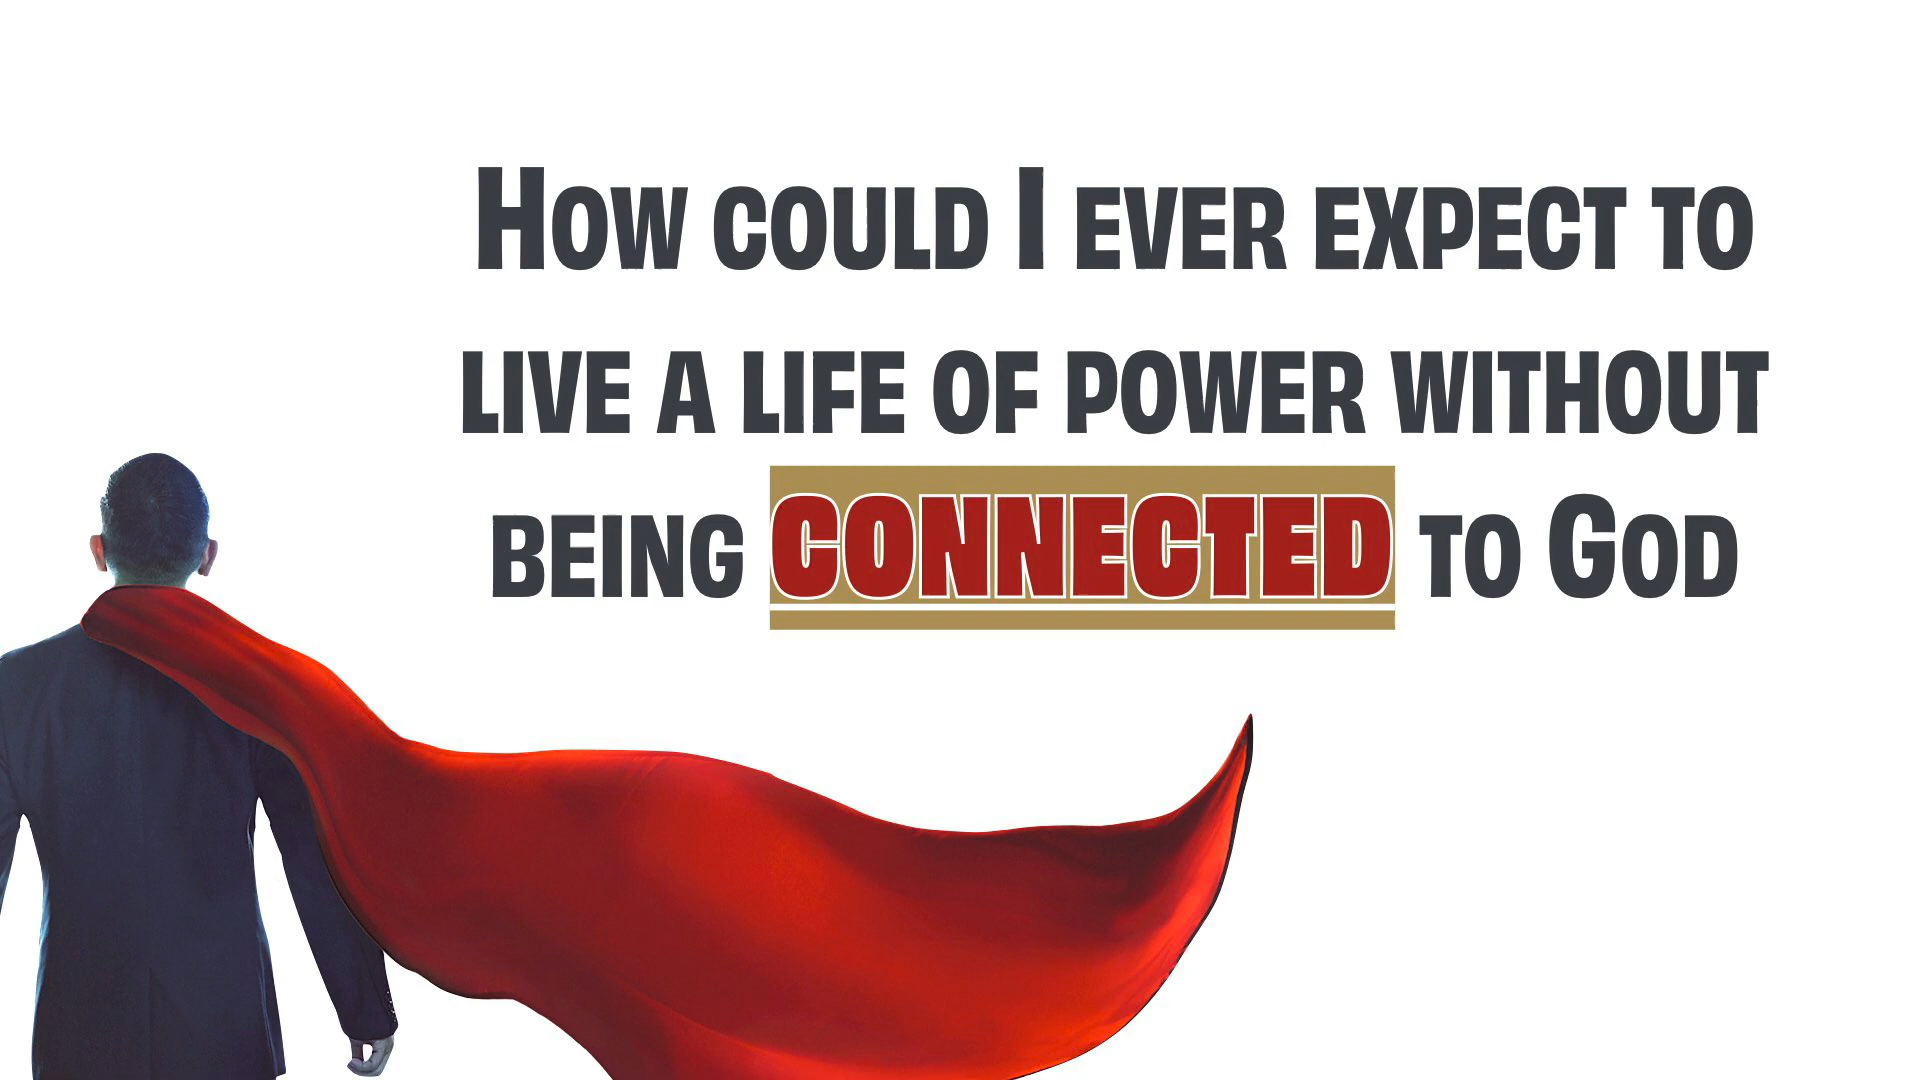 How could I ever expect to
live a life of power without
being CONNECTED to God